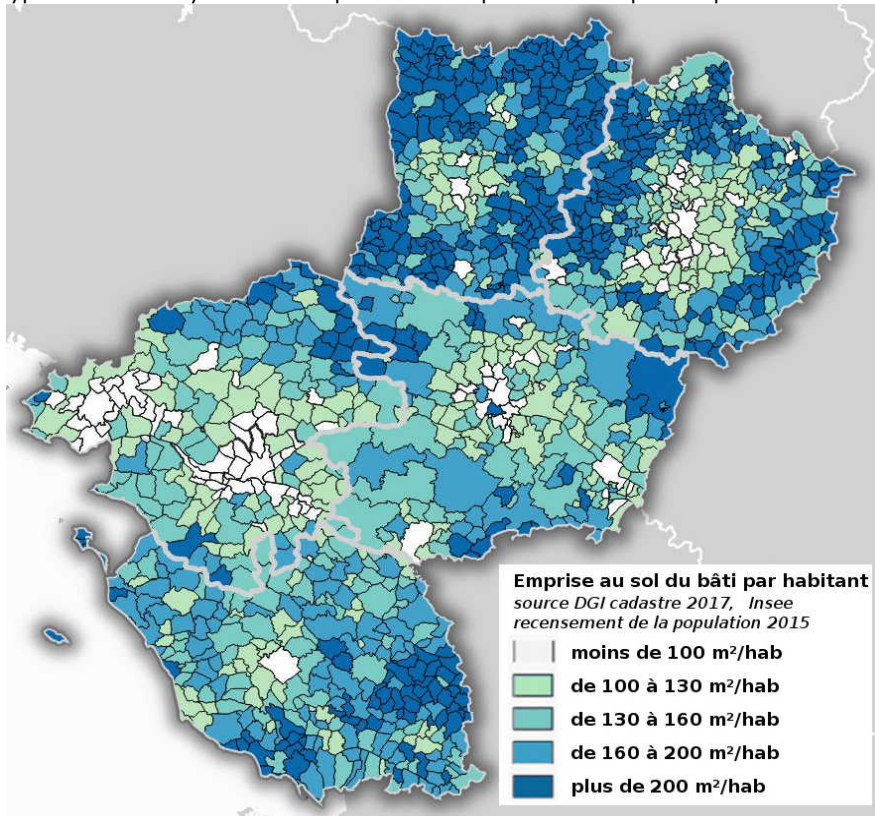 Emprise au sol du bâti par habitant
source DGI cadastre 2017, Insee
recensement de la population 2015
moins de 100 m²/hab
de 100 à 130 m²/hab
de 130 à 160 m²/hab
de 160 à 200 m²/hab
plus de 200 m²/hab